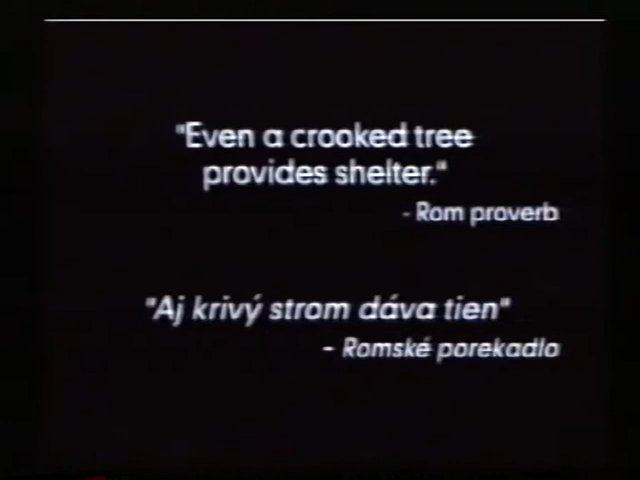 "Even a crooked tree
provides shelter."
- Rom proverb
"Aj krivý strom dáva tien"
- Romské porekadlo